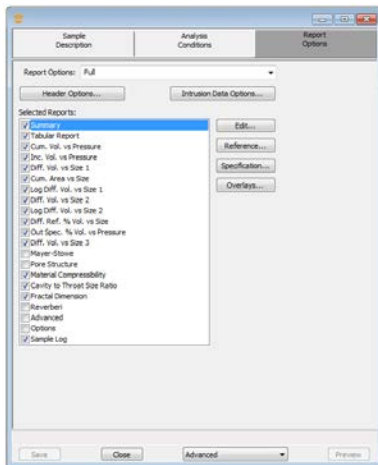 Sample Description
Analysis Conditions
Report Options
Report Options: Full
Header Options...
Intrusion Data Options...
Selected Reports:
Summary
Edit...
Tabular Report
Cum. Vol. vs Pressure
Reference...
Inc. Vol. vs Pressure
Diff. Vol. vs Size 1
Specification...
Cum. Area vs Size
Log Diff. Vol. vs Size 1
Overlays...
Diff. Vol. vs Size 2
Log Diff. Vol. vs Size 2
Diff. Ref. % Vol. vs Size
Out Spec. % Vol. vs Pressure
Diff. Vol. vs Size 3
Mayer-Stowe
Pore Structure
Material Compressibility
Cavity to Throat Size Ratio
Fractal Dimension
Reverberi
Advanced
Options
Sample Log
Save
Close
Advanced
Preview